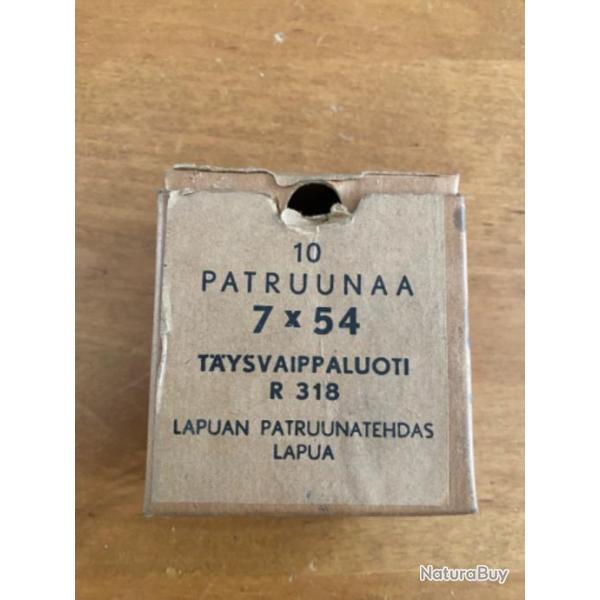 10
PATRUUNAA
7 x 54
TÄYSVAIPPALUOTI
R 318
LAPUAN PATRUUNATEHDAS
LAPUA
NaturaBuy